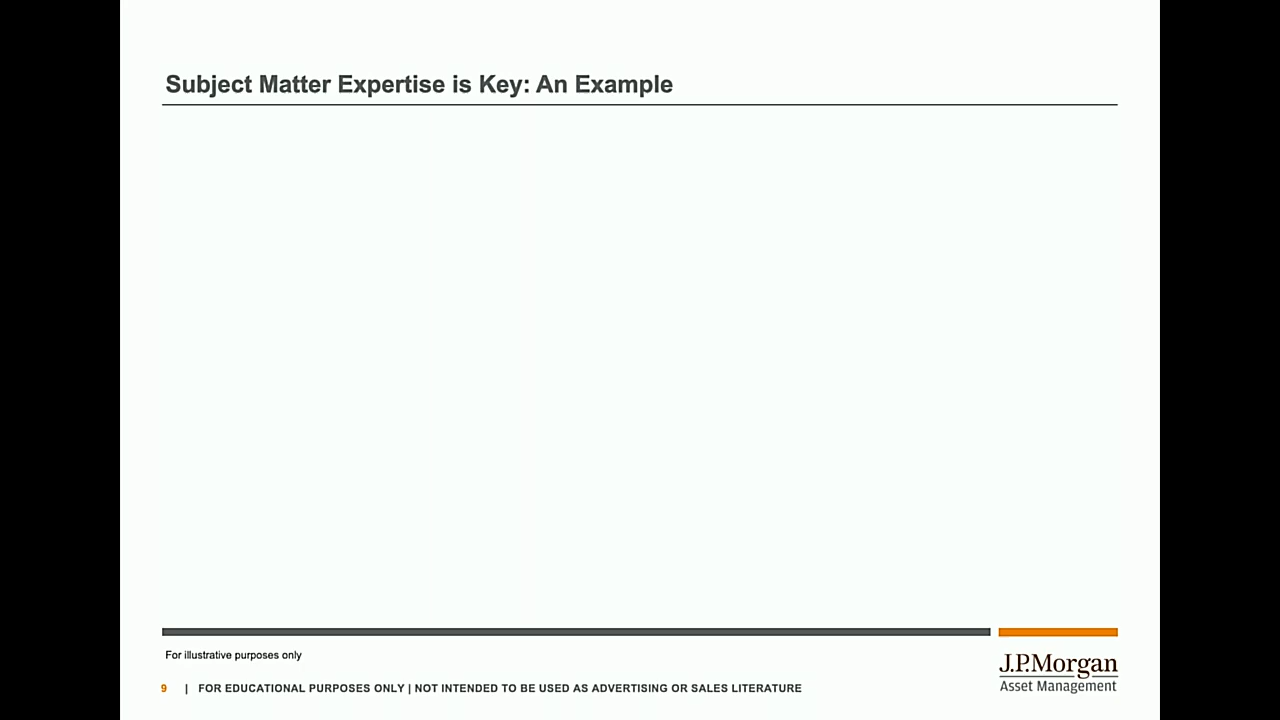 Subject Matter Expertise is Key: An Example
For illustrative purposes only
9 | FOR EDUCATIONAL PURPOSES ONLY | NOT INTENDED TO BE USED AS ADVERTISING OR SALES LITERATURE
J.P.Morgan
Asset Management